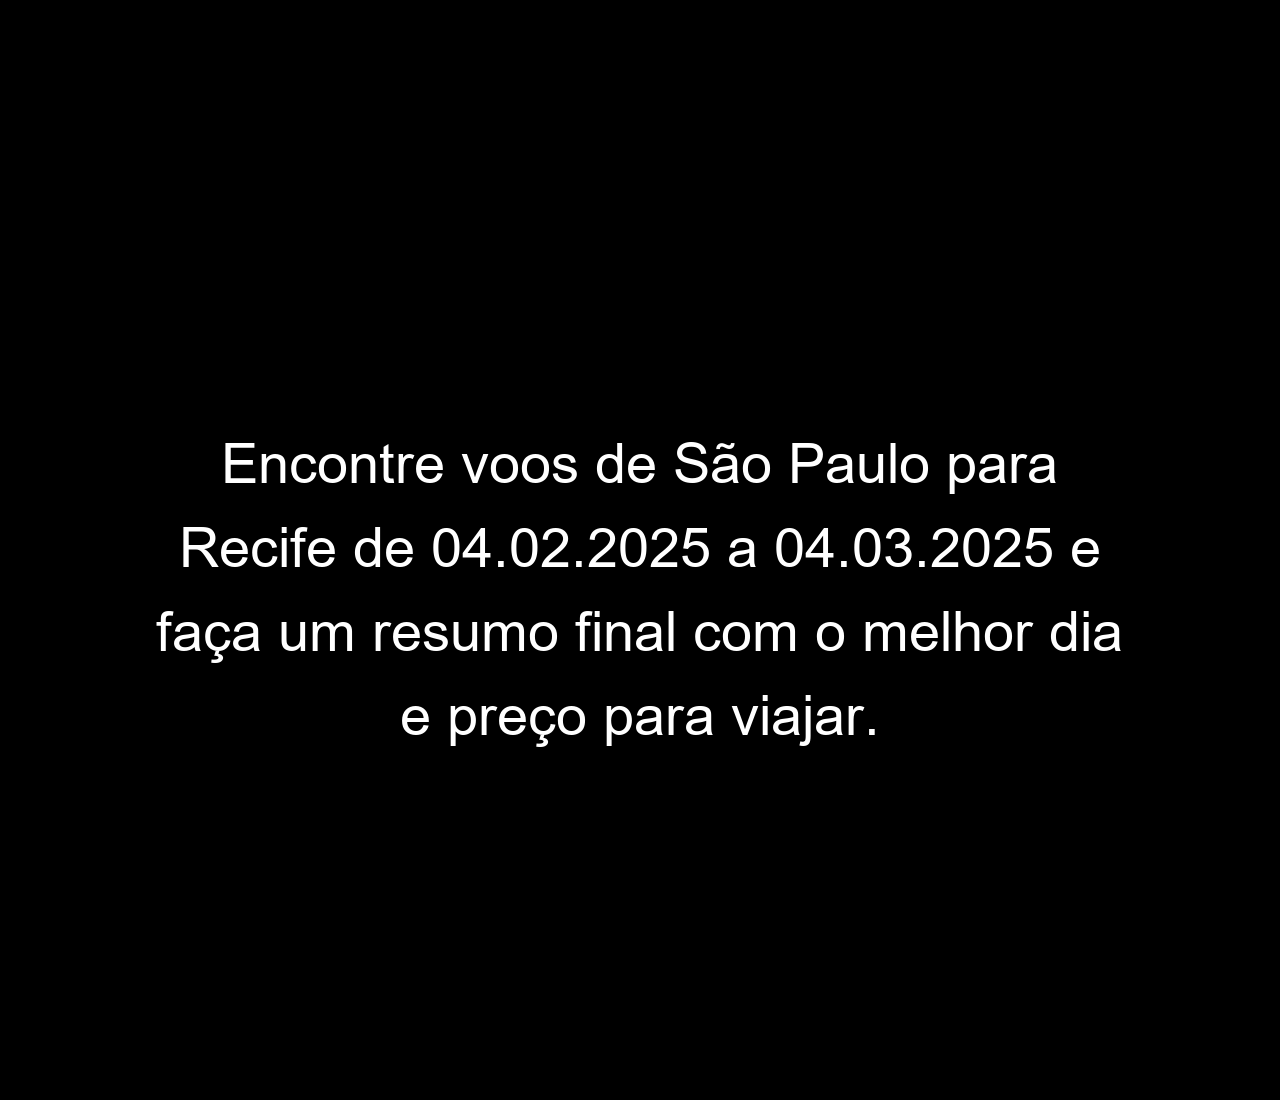 Encontre voos de São Paulo para
Recife de 04.02.2025 a 04.03.2025 e
faça um resumo final com o melhor dia
e preço para viajar.